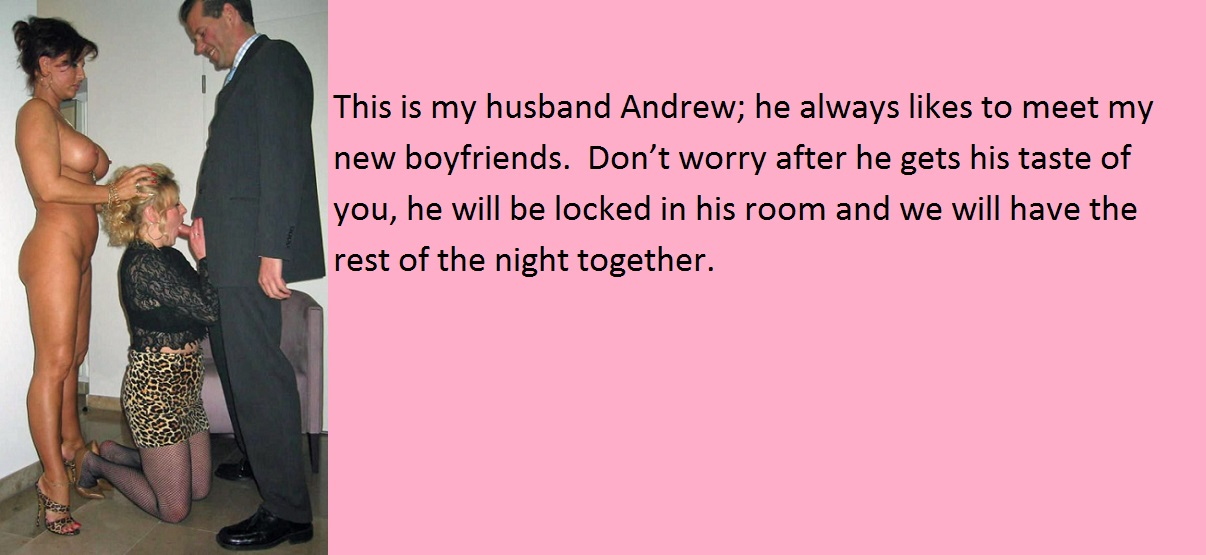 This is my husband Andrew; he always likes to meet my
new boyfriends.  Don’t worry after he gets his taste of
you, he will be locked in his room and we will have the
rest of the night together.